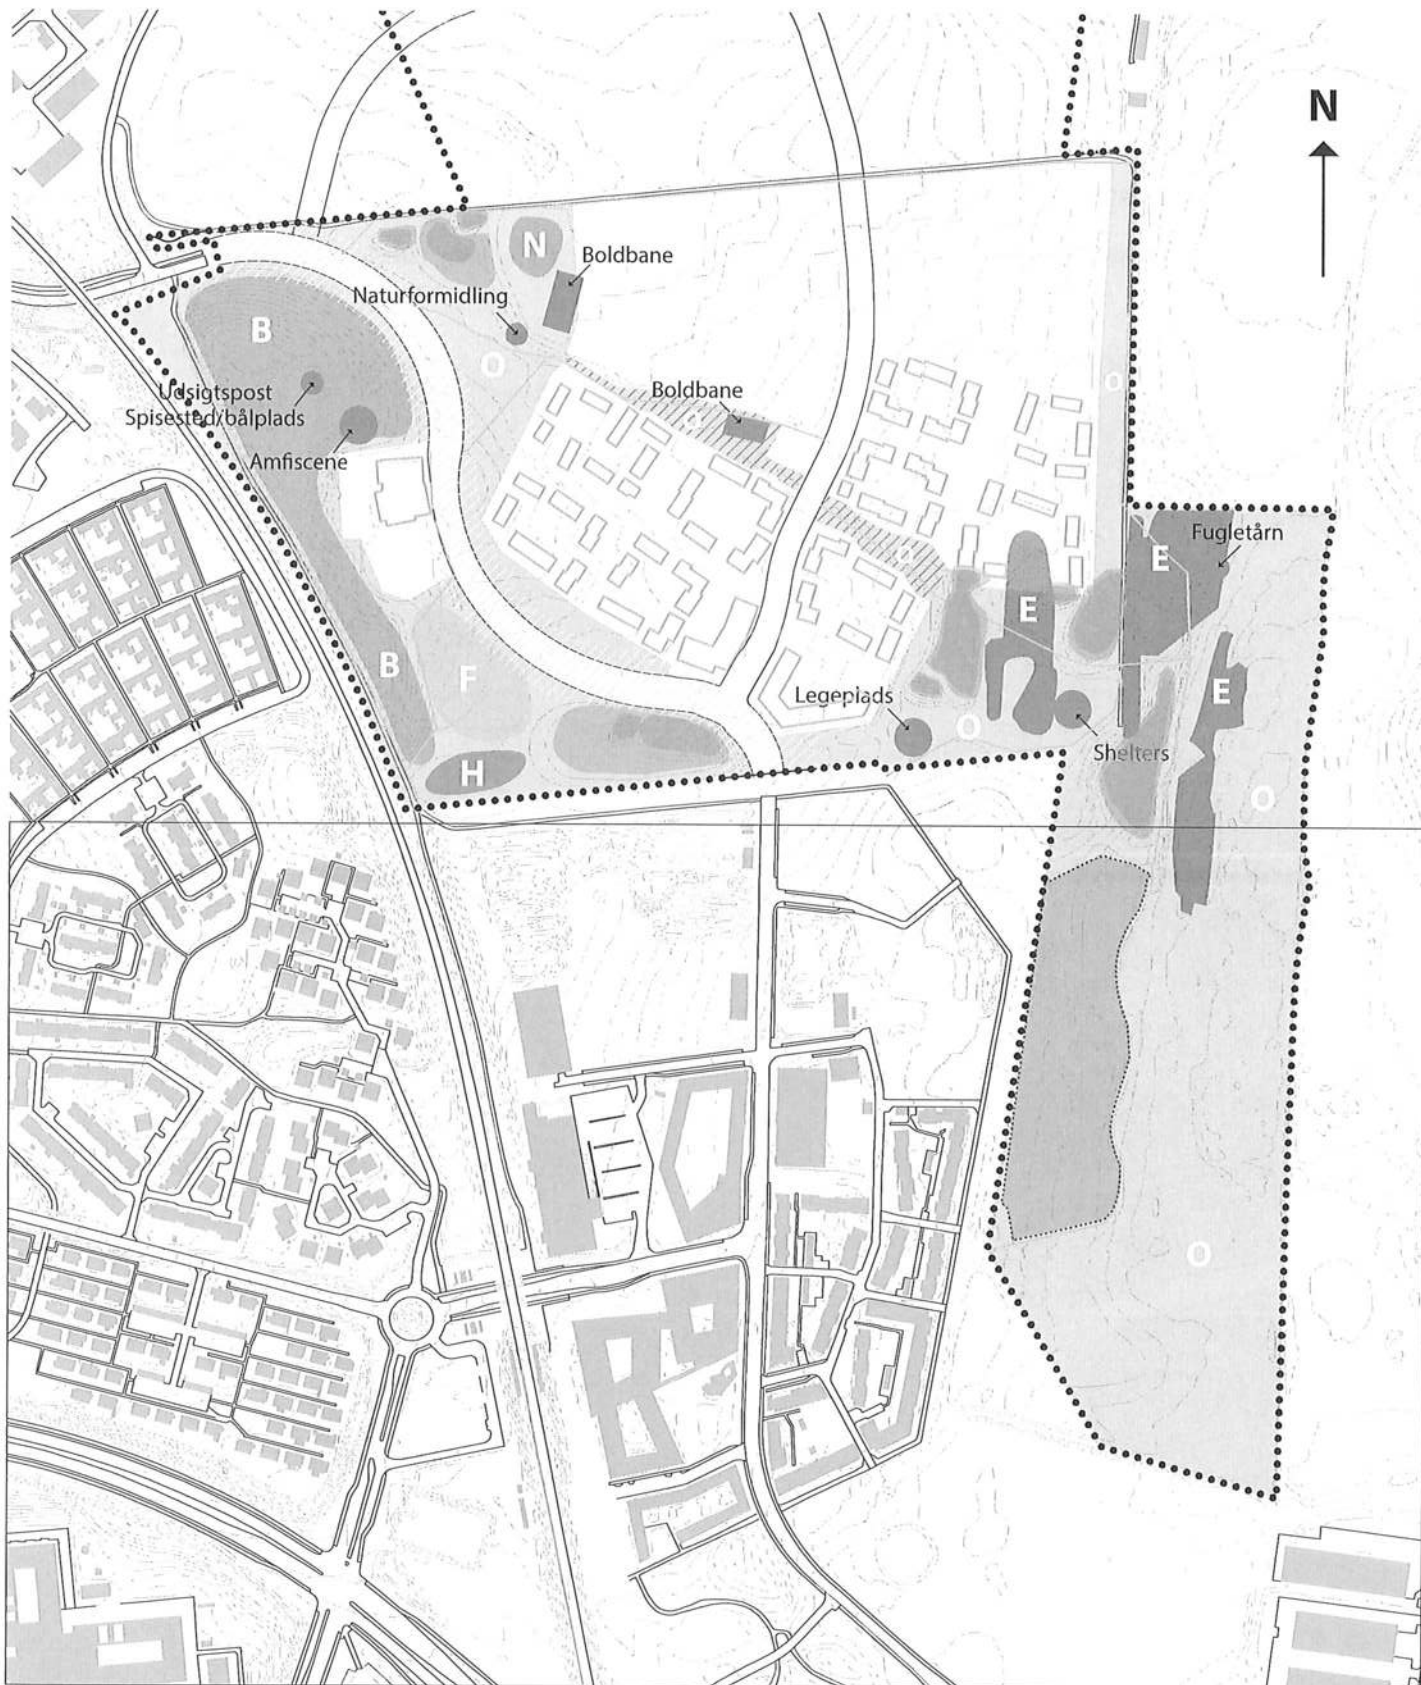 N
N
Boldbane
Naturformidling
B
O
Boldbane
O
Udsigtspost
Spisested/bålplads
Amfiscene
Fugletårn
E
E
B
F
Legeplads
O
E
Shelters
H
O
O